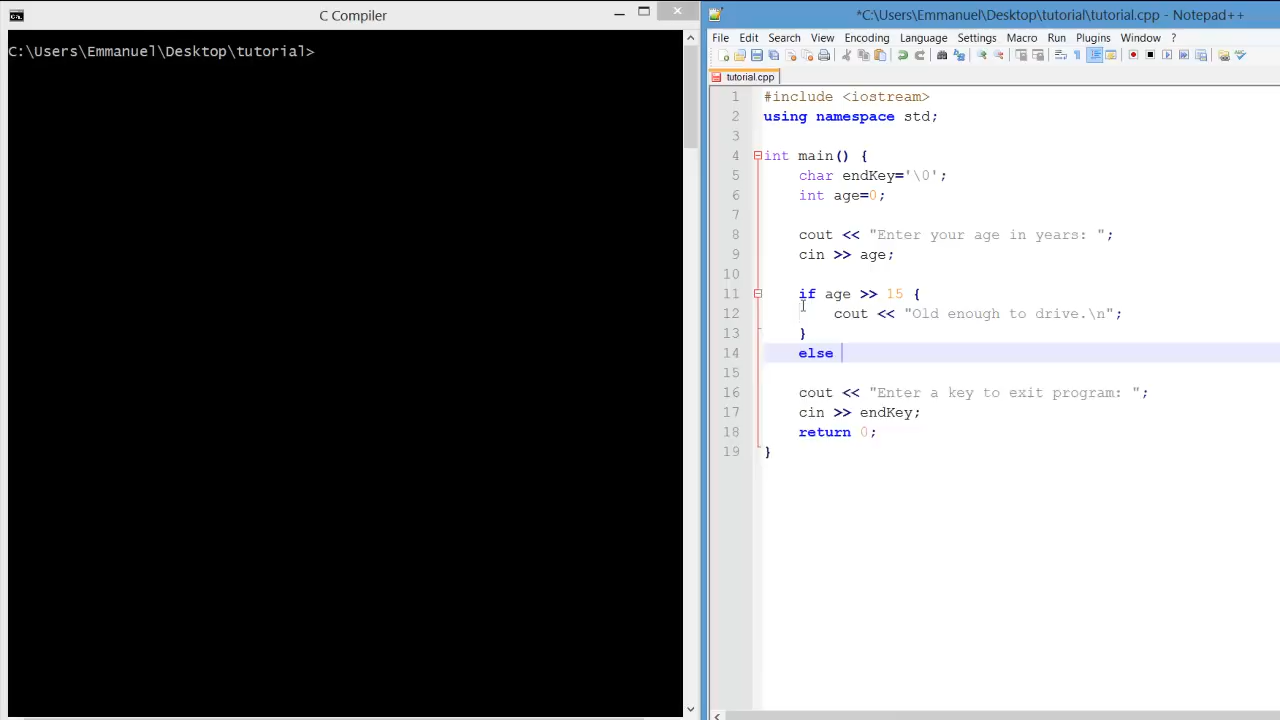 C Compiler
C:\Users\Emmanuel\Desktop\tutorial>
*C:\Users\Emmanuel\Desktop\tutorial\tutorial.cpp - Notepad++
File Edit Search View Encoding Language Settings Macro Run Plugins Window ?
tutorial.cpp
1 #include <iostream>
2 using namespace std;
3
4 int main() {
5 char endKey='\0';
6 int age=0;
7
8 cout << "Enter your age in years: ";
9 cin >> age;
10
11 if age >> 15 {
12 cout << "Old enough to drive.\n";
13 }
14 else
15
16 cout << "Enter a key to exit program: ";
17 cin >> endKey;
18 return 0;
19 }